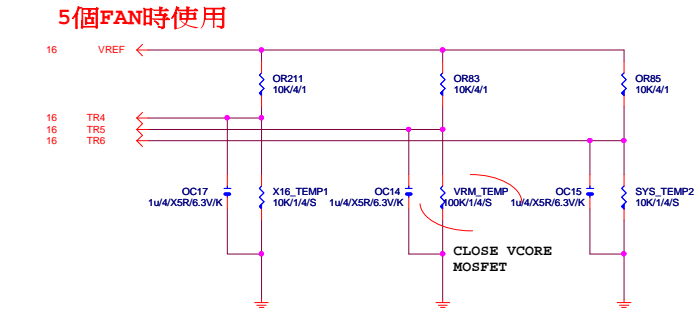 5個FAN時使用
16 VREF
OR211
10K/4/1
OR83
10K/4/1
OR85
10K/4/1
16 TR4
16 TR5
16 TR6
OC17
1u/4/X5R/6.3V/K
X16_TEMP1
10K/1/4/S
OC14
1u/4/X5R/6.3V/K
VRM_TEMP
100K/1/4/S
OC15
1u/4/X5R/6.3V/K
SYS_TEMP2
10K/1/4/S
CLOSE VCORE
MOSFET